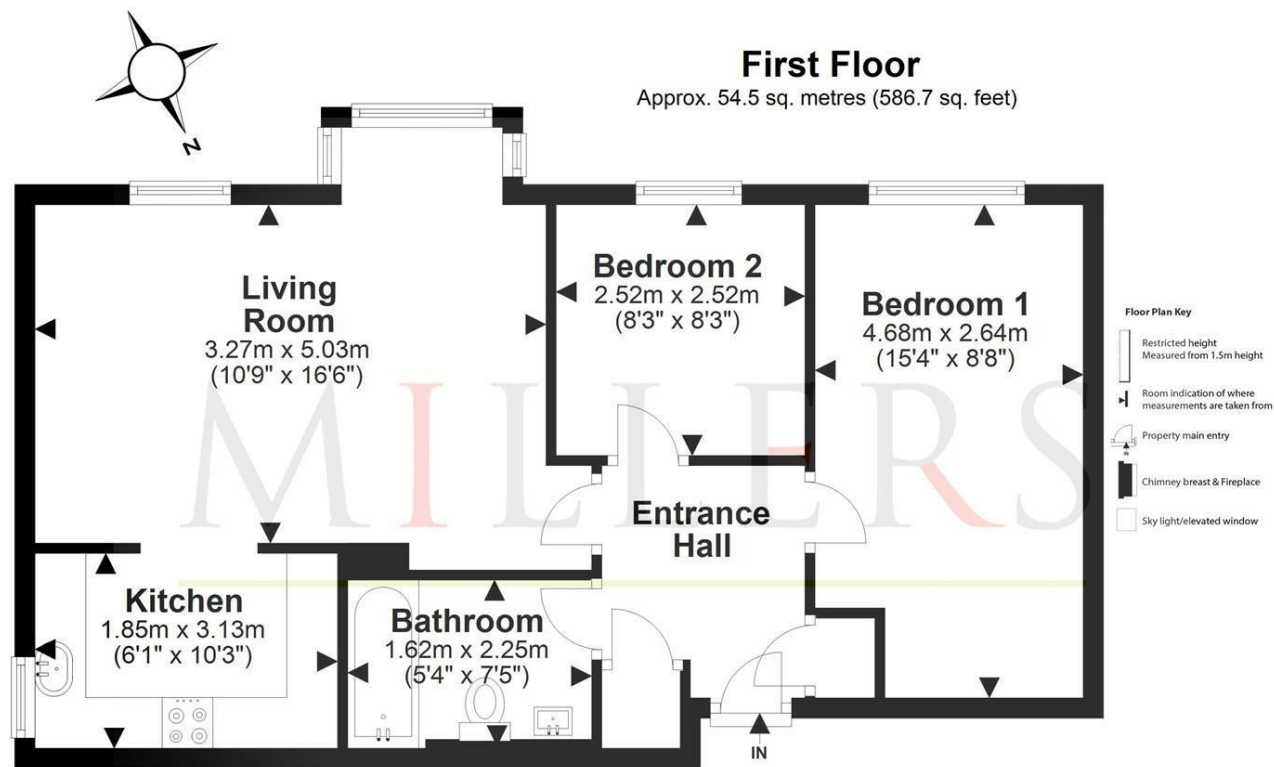 First Floor
Approx. 54.5 sq. metres (586.7 sq. feet)
N
Living
Room
3.27m x 5.03m
(10'9" x 16'6")
Bedroom 2
2.52m x 2.52m
(8'3" x 8'3")
Bedroom 1
4.68m x 2.64m
(15'4" x 8'8")
Floor Plan Key
Restricted height
Measured from 1.5m height
Room indication of where
measurements are taken from
Property main entry
IN
Chimney breast & Fireplace
Sky light/elevated window
MILLERS
Entrance
Hall
Kitchen
1.85m x 3.13m
(6'1" x 10'3")
Bathroom
1.62m x 2.25m
(5'4" x 7'5")
IN